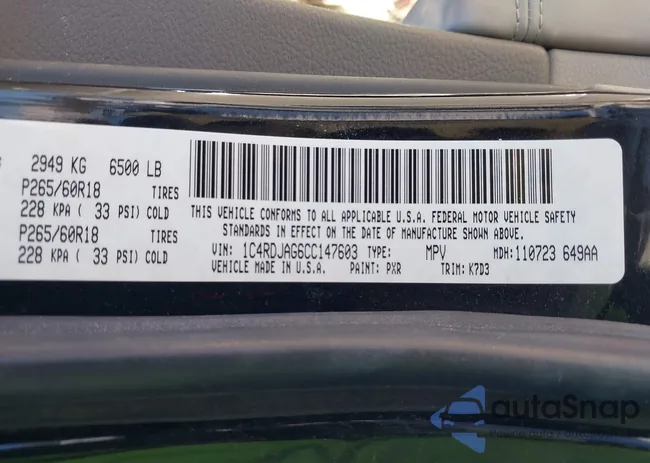 2949 KG 6500 LB
P265/60R18 TIRES
228 KPA ( 33 PSI) COLD
P265/60R18 TIRES
228 KPA ( 33 PSI) COLD
THIS VEHICLE CONFORMS TO ALL APPLICABLE U.S.A. FEDERAL MOTOR VEHICLE SAFETY
STANDARDS IN EFFECT ON THE DATE OF MANUFACTURE SHOWN ABOVE.
VIN: 1C4RDJAG6CC147603 TYPE: MPV MDH: 110723 649AA
VEHICLE MADE IN U.S.A. PAINT: PXR TRIM: K7D3
autoSnap